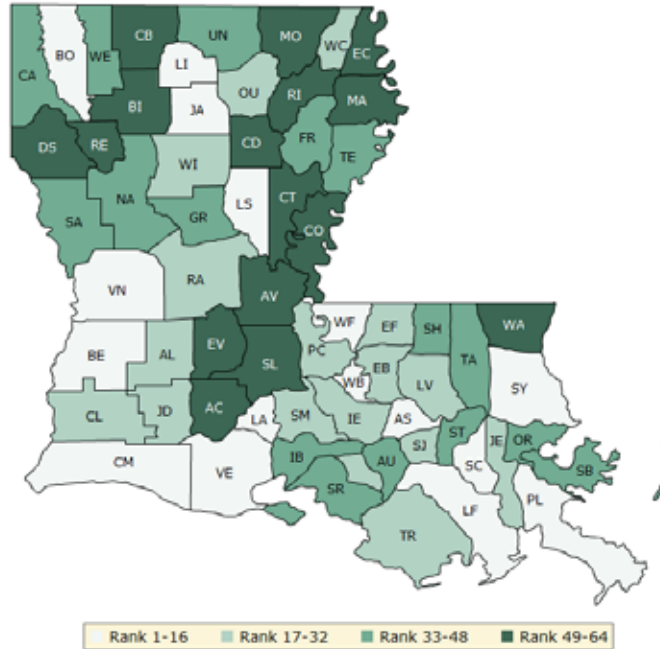 BO
CB
UN
MO
WC
EC
CA
WE
LI
OU
RI
MA
BI
JA
DS
RE
CD
FR
TE
WI
SA
NA
GR
LS
CT
CO
VN
RA
AV
WF
EF
SH
WA
BE
AL
EV
SL
PC
EB
TA
WB
LV
SY
CL
JD
AC
LA
SM
IE
AS
ST
JE
OR
SJ
CM
VE
IB
AU
SC
SB
SR
LF
PL
TR
Rank 1-16 Rank 17-32 Rank 33-48 Rank 49-64